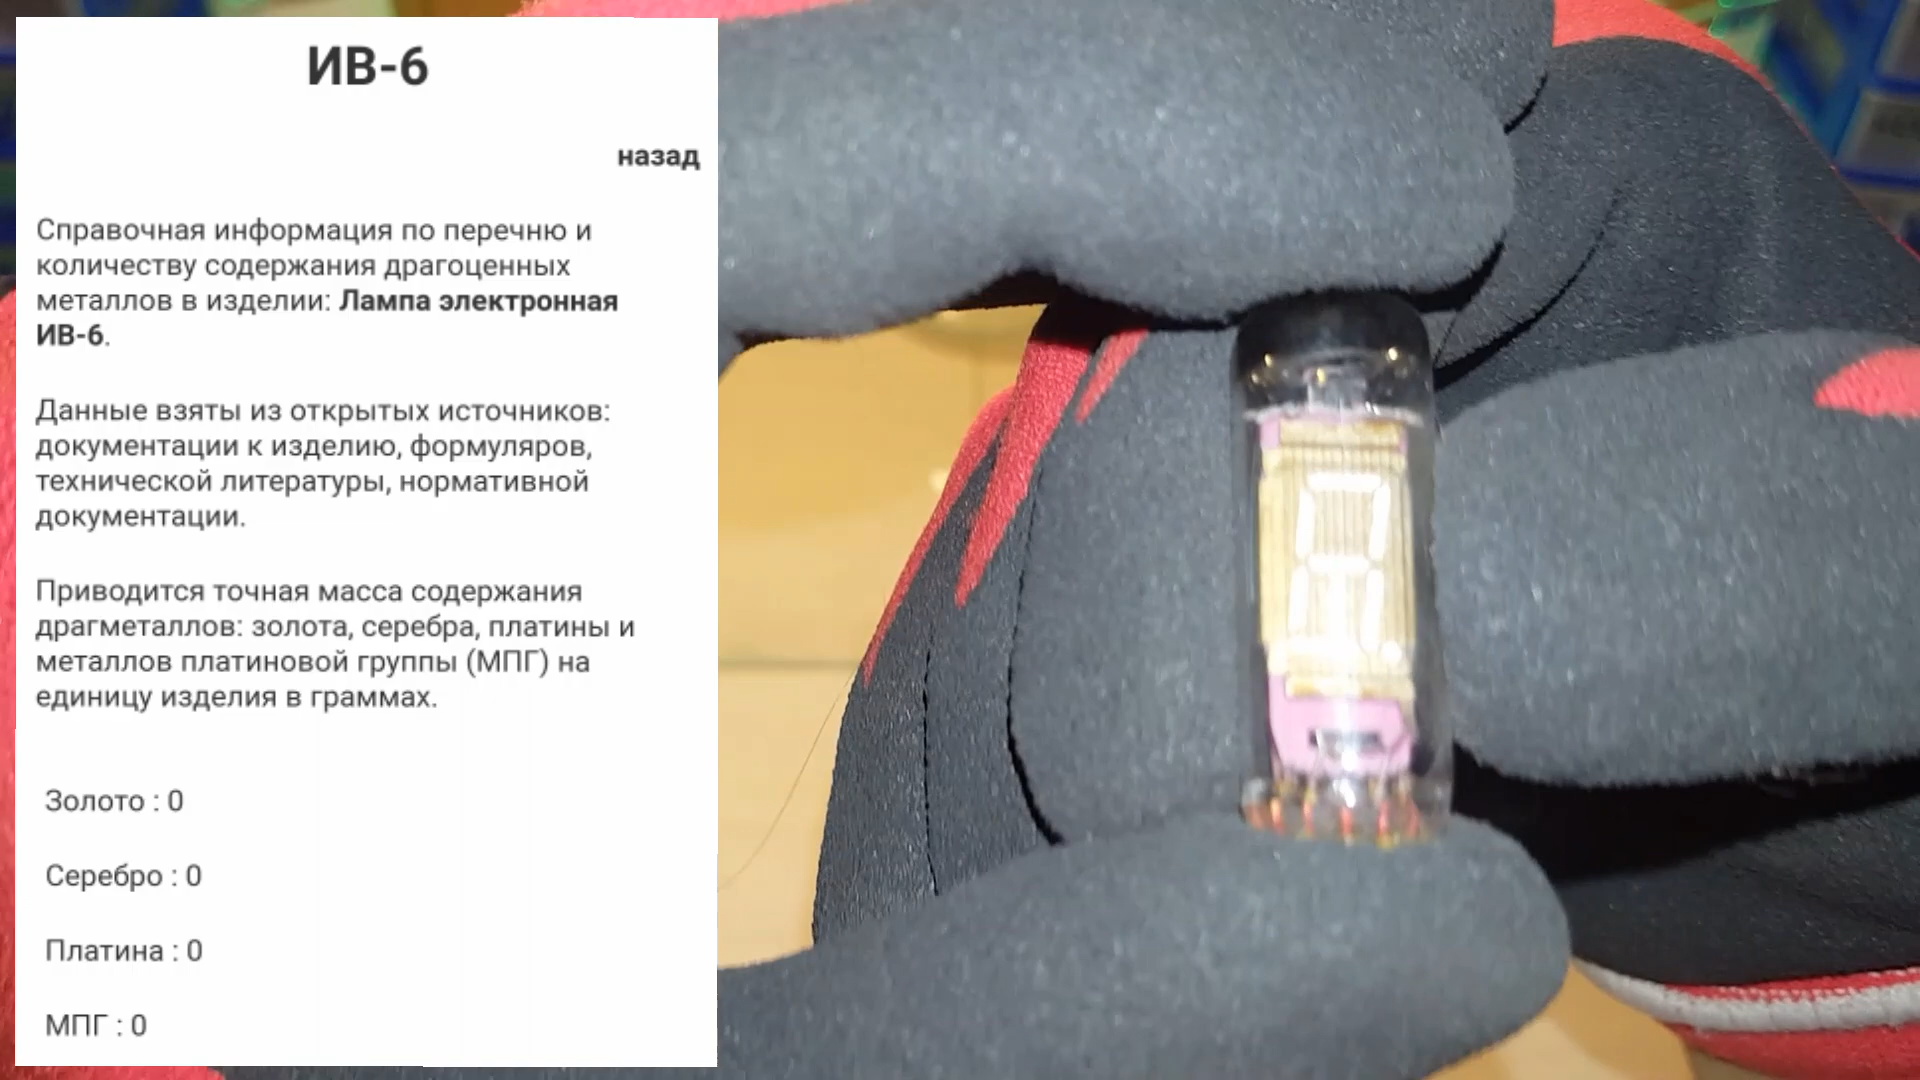 ИВ-6
назад
Справочная информация по перечню и
количеству содержания драгоценных
металлов в изделии: Лампа электронная
ИВ-6.
Данные взяты из открытых источников:
документации к изделию, формуляров,
технической литературы, нормативной
документации.
Приводится точная масса содержания
драгметаллов: золота, серебра, платины и
металлов платиновой группы (МПГ) на
единицу изделия в граммах.
Золото : 0
Серебро : 0
Платина : 0
МПГ : 0